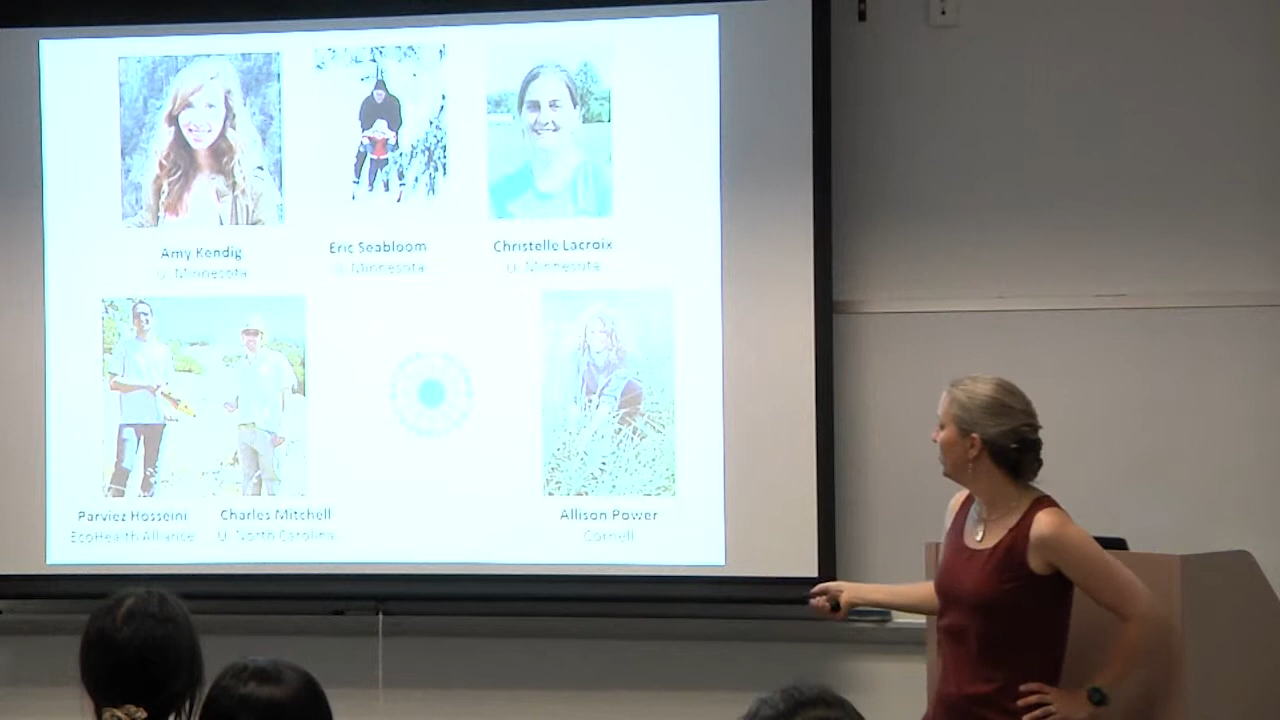 Amy Kendig
U. Minnesota
Eric Seabloom
U. Minnesota
Christelle Lacroix
U. Minnesota
Parviez Hosseini
EcoHealth Alliance
Charles Mitchell
U. North Carolina
Allison Power
Cornell